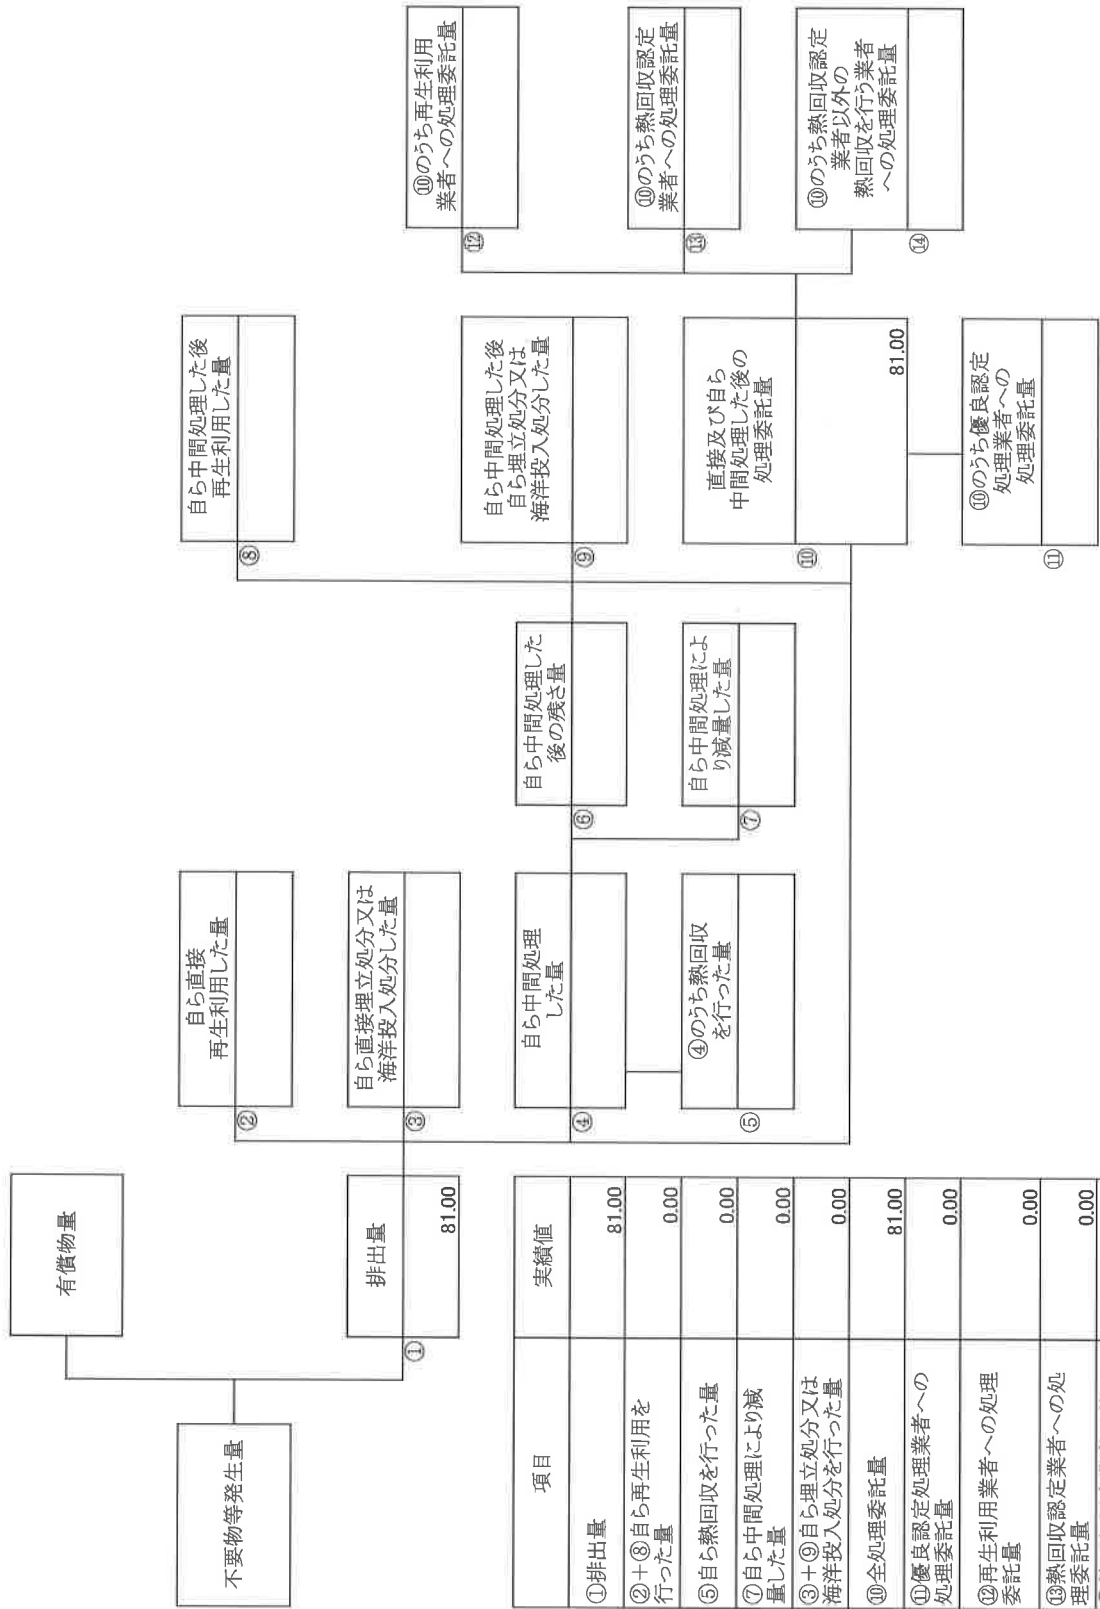 有償物量
不要物等発生量
排出量
①
81.00
自ら直接
再生利用した量
②
自ら直接埋立処分又は
海洋投入処分した量
③
自ら中間処理
した量
④
④のうち熱回収
を行った量
⑤
自ら中間処理した
後の残さ量
⑥
自ら中間処理によ
り減量した量
⑦
自ら中間処理した後
再生利用した量
⑧
自ら中間処理した後
自ら埋立処分又は
海洋投入処分した量
⑨
直接及び自ら
中間処理した後の
処理委託量
⑩
81.00
⑩のうち優良認定
処理業者への
処理委託量
⑪
⑩のうち再生利用
業者への処理委託量
⑫
⑩のうち熱回収認定
業者への処理委託量
⑬
⑩のうち熱回収認定
業者以外の
熱回収を行う業者
への処理委託量
⑭
項目 実績値
①排出量 81.00
②+⑧自ら再生利用を
行った量 0.00
⑤自ら熱回収を行った量 0.00
⑦自ら中間処理により減
量した量 0.00
③+⑨自ら埋立処分又は
海洋投入処分を行った量 0.00
⑩全処理委託量 81.00
⑪優良認定処理業者への
処理委託量 0.00
⑫再生利用業者への処理
委託量 0.00
⑬熱回収認定業者への処
理委託量 0.00